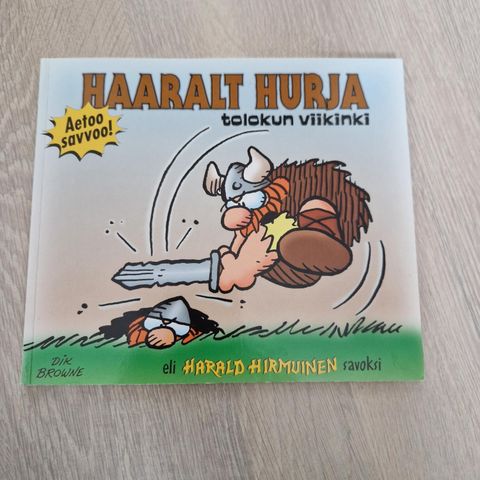 HAARALT HURJA
tolokun viikinki
Aetoo
savvoo!
DIK
BROWNE
eli HARALD HIRMUINEN savoksi